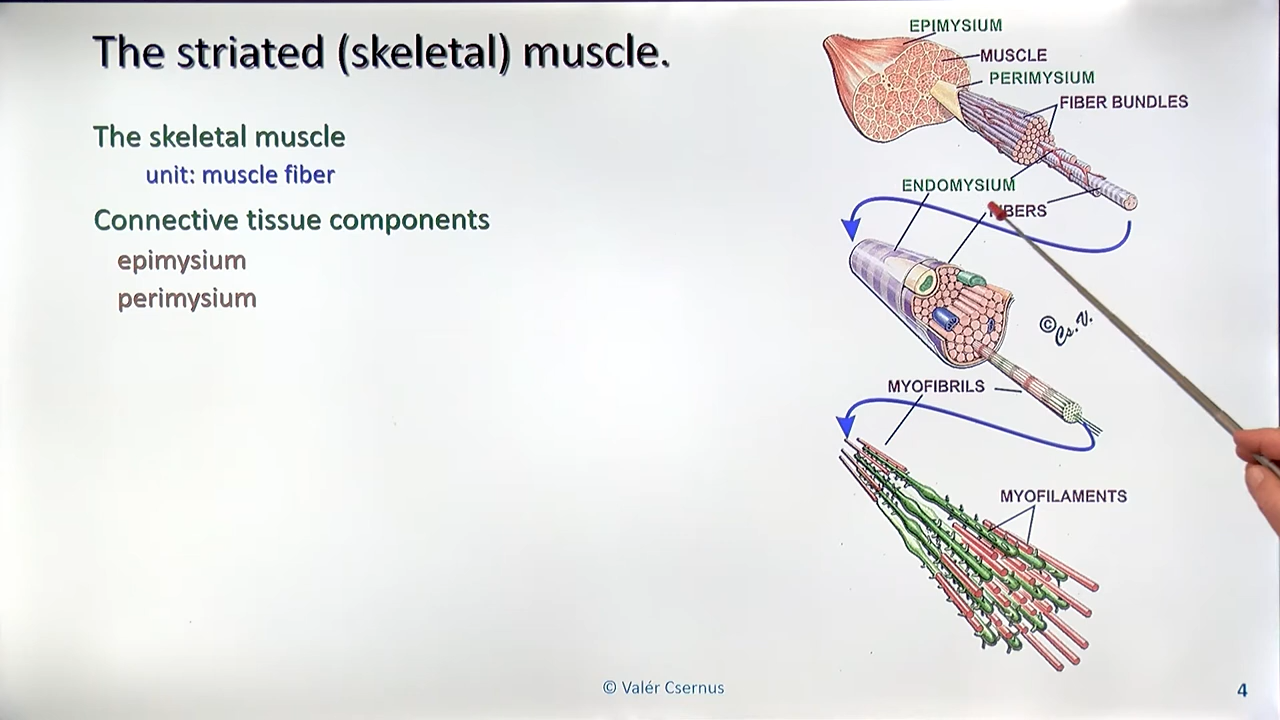 The striated (skeletal) muscle.
The skeletal muscle
unit: muscle fiber
Connective tissue components
epimysium
perimysium
EPIMYSIUM
MUSCLE
PERIMYSIUM
FIBER BUNDLES
ENDOMYSIUM
FIBERS
© Cs.V.
MYOFIBRILS
MYOFILAMENTS
© Valér Csernus
4